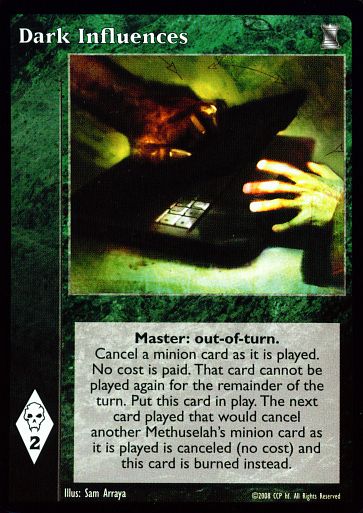 Dark Influences
Master: out-of-turn.
Cancel a minion card as it is played.
No cost is paid. That card cannot be
played again for the remainder of the
turn. Put this card in play. The next
card played that would cancel
another Methuselah's minion card as
it is played is canceled (no cost) and
this card is burned instead.
2
Illus: Sam Arraya
©2008 CCP hf. All Rights Reserved